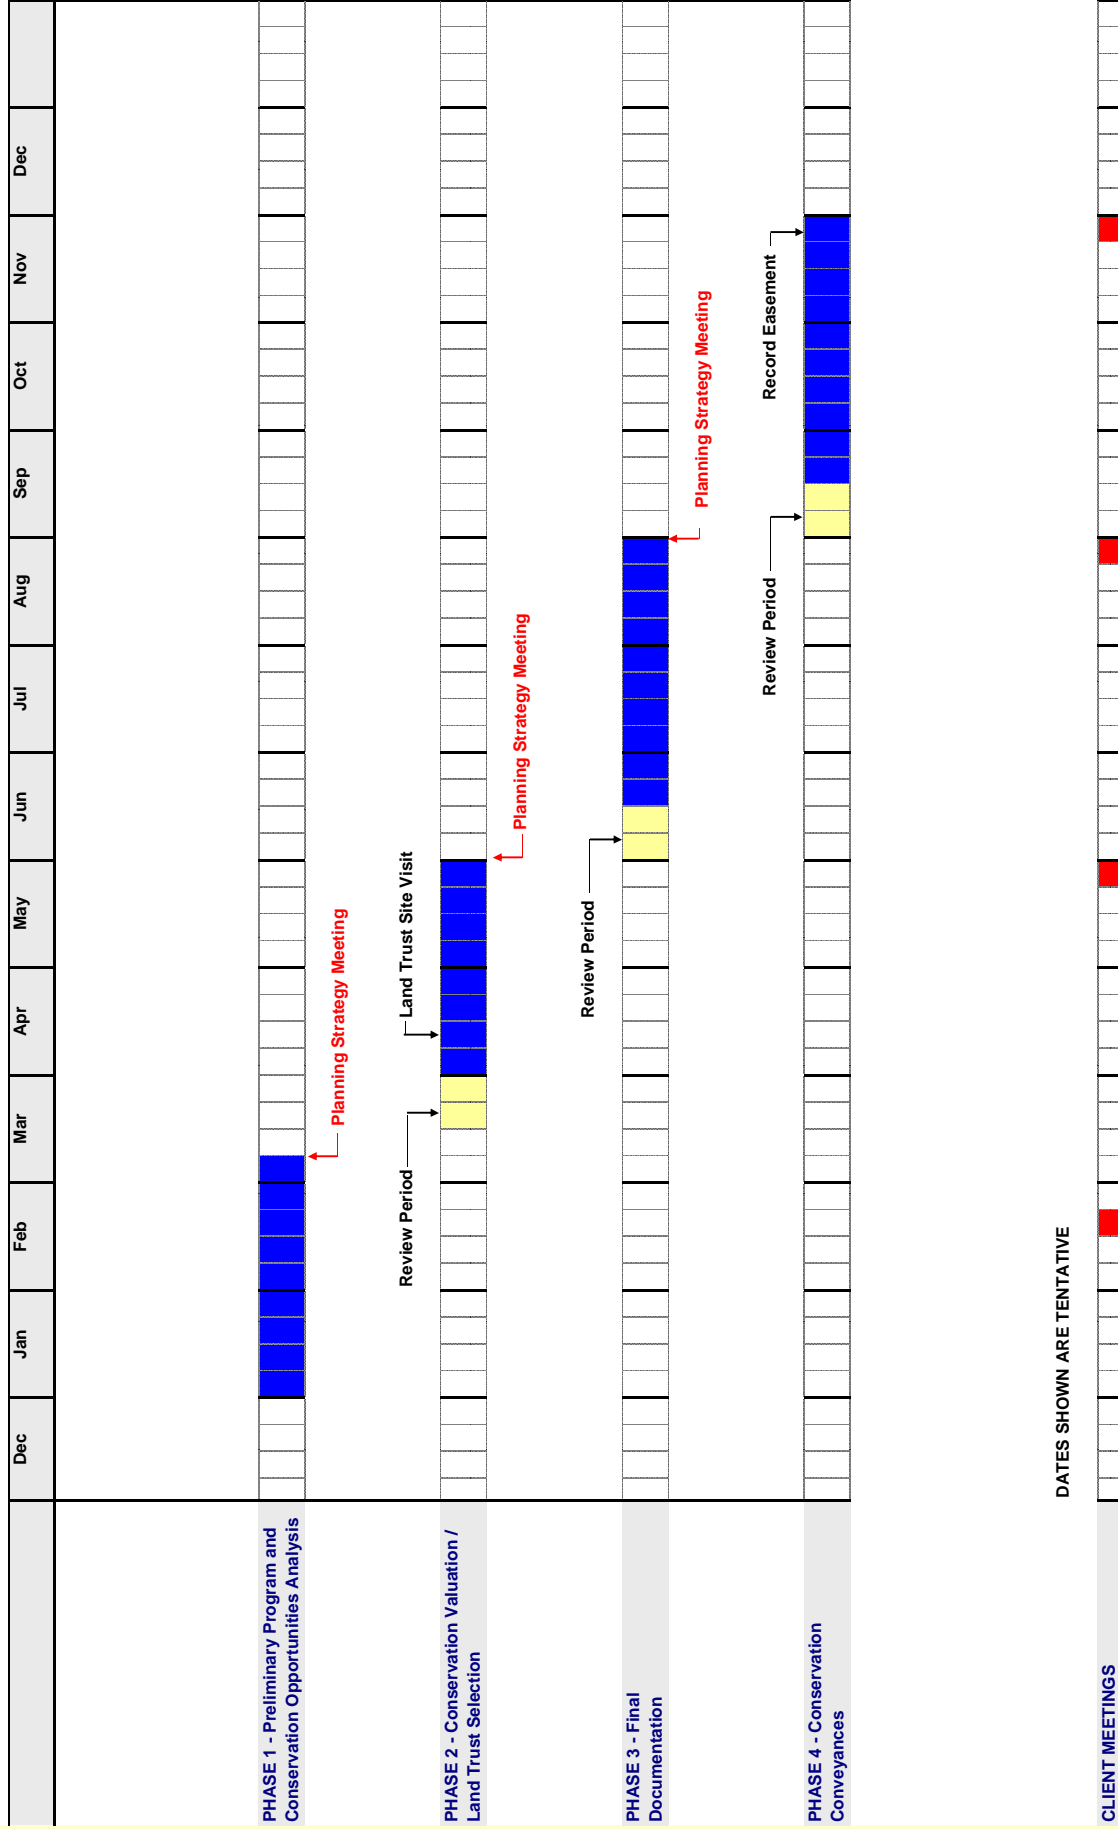 Dec
Jan
Feb
Mar
Apr
May
Jun
Jul
Aug
Sep
Oct
Nov
Dec
PHASE 1 - Preliminary Program and
Conservation Opportunities Analysis
Planning Strategy Meeting
Review Period
Land Trust Site Visit
PHASE 2 - Conservation Valuation /
Land Trust Selection
Planning Strategy Meeting
Review Period
PHASE 3 - Final
Documentation
Planning Strategy Meeting
Review Period
Record Easement
PHASE 4 - Conservation
Conveyances
DATES SHOWN ARE TENTATIVE
CLIENT MEETINGS